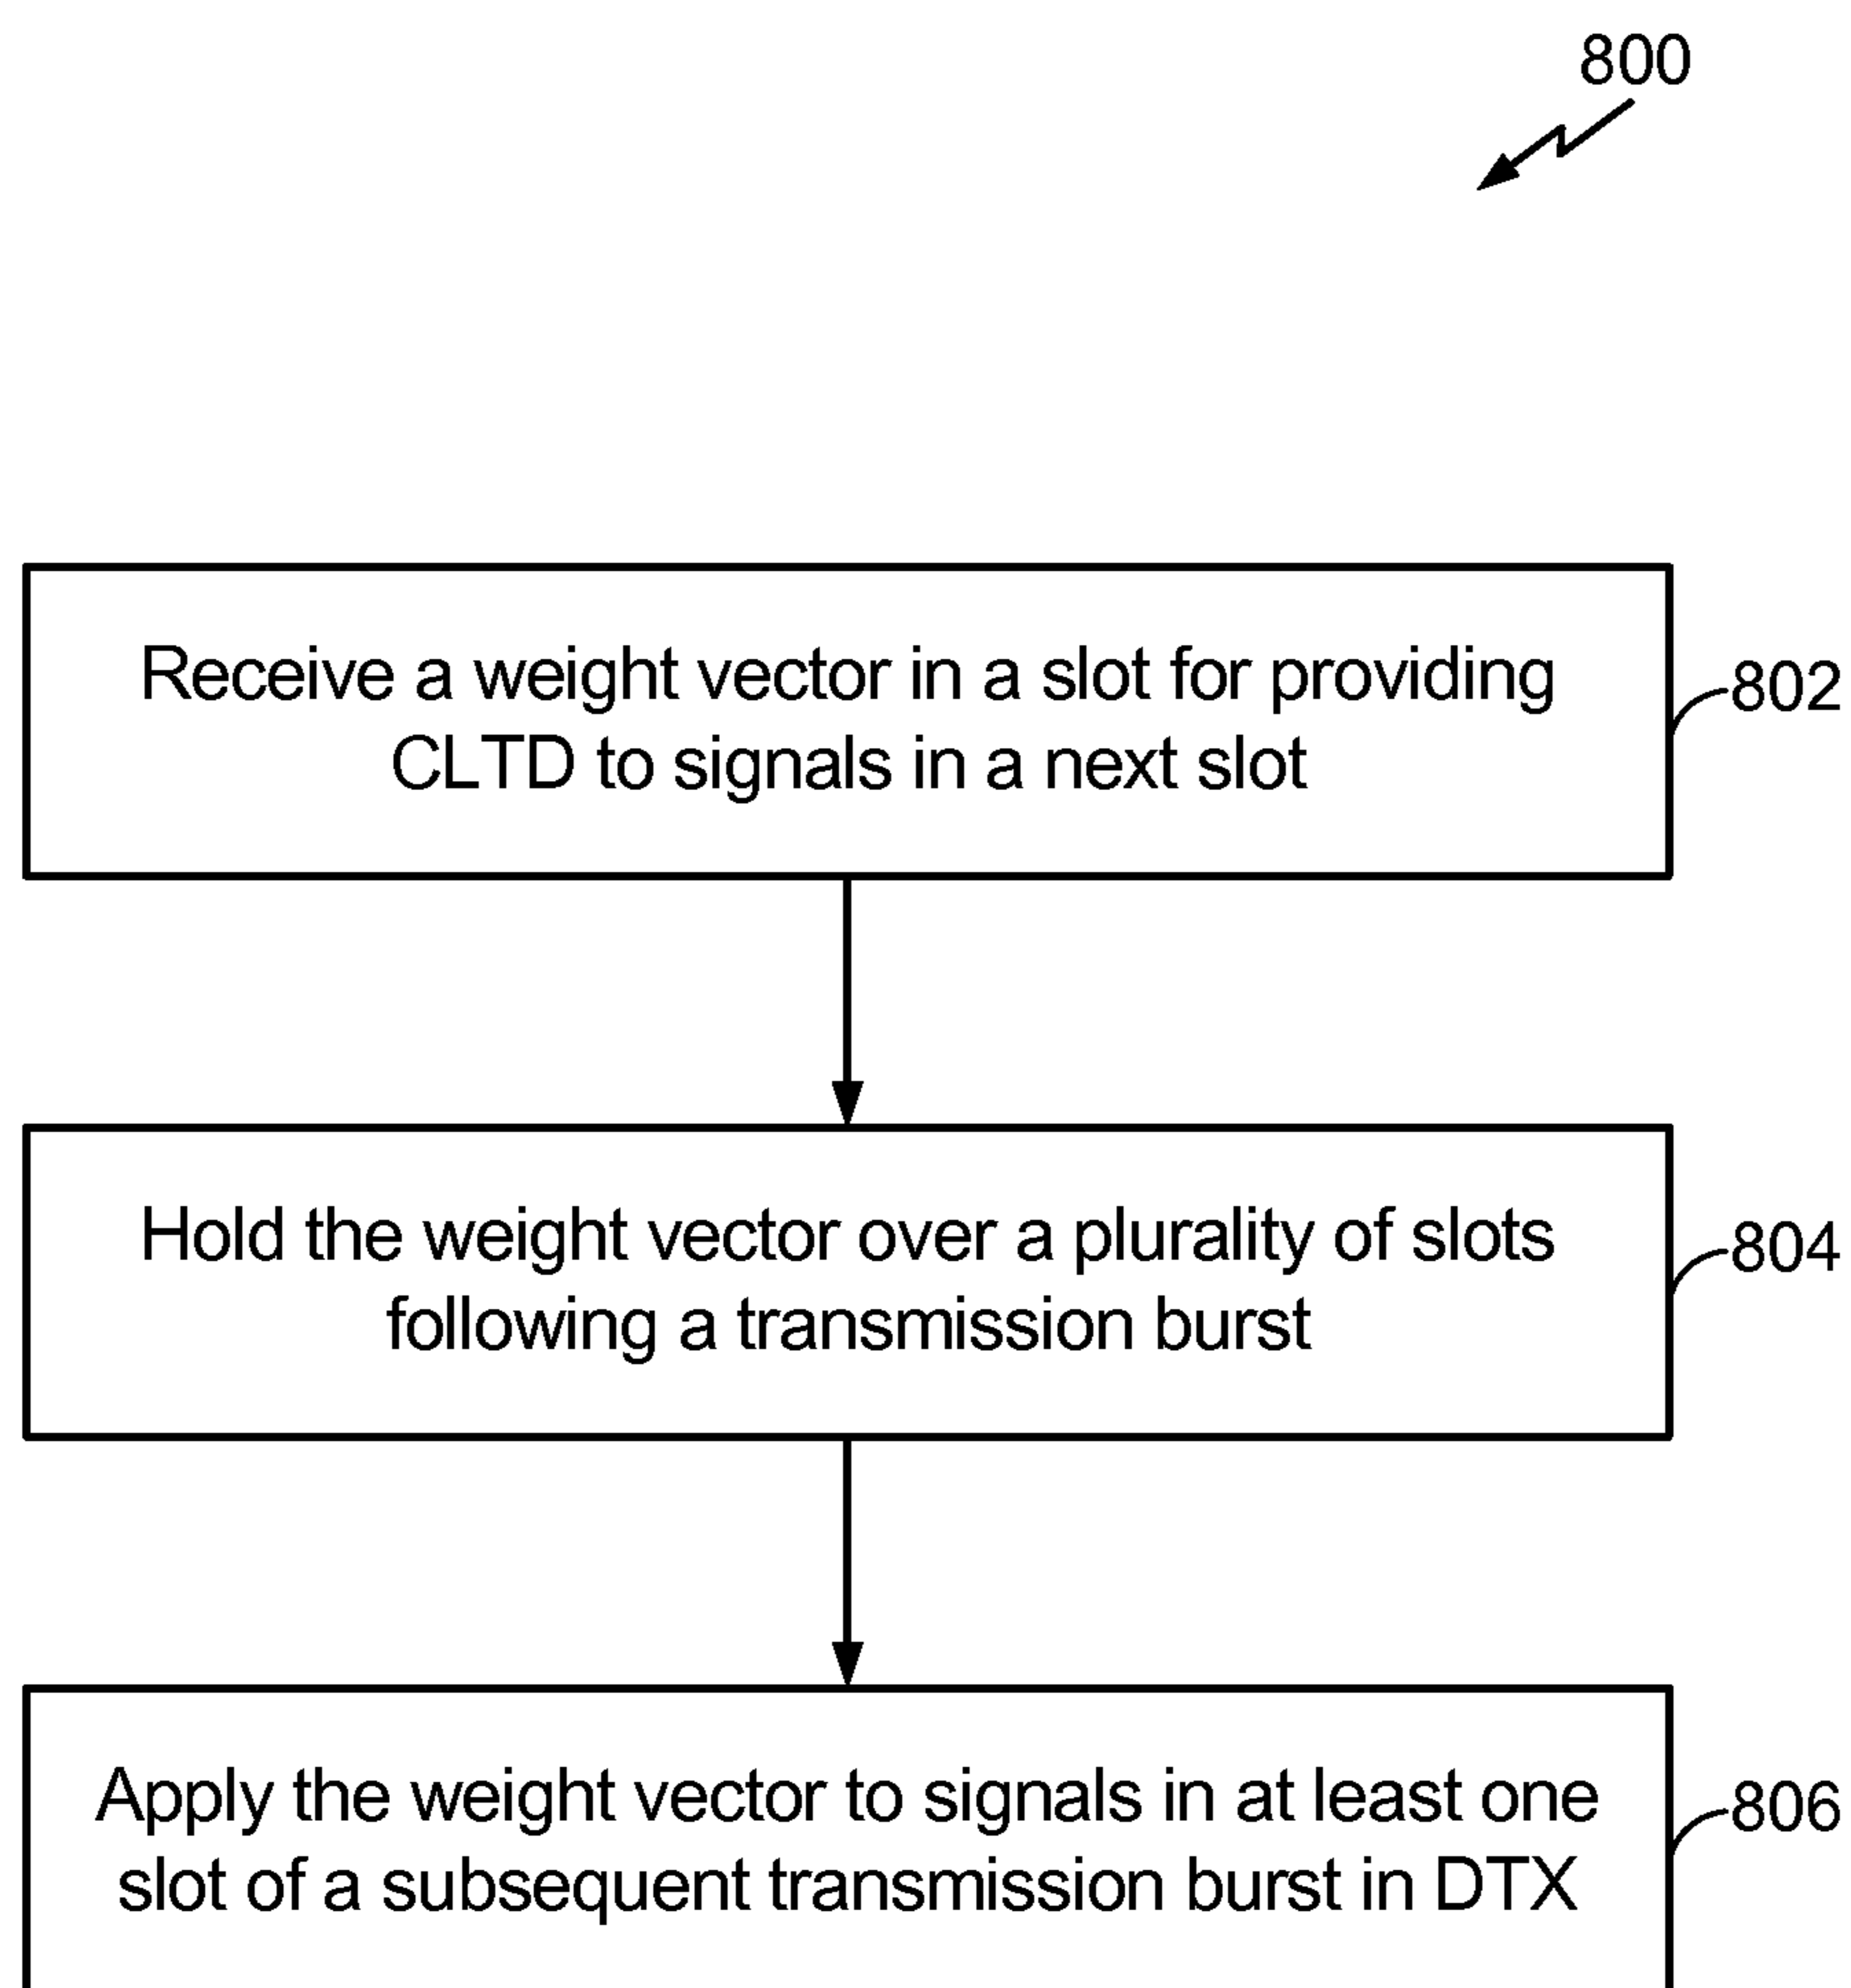 800
Receive a weight vector in a slot for providing
CLTD to signals in a next slot
802
Hold the weight vector over a plurality of slots
following a transmission burst
804
Apply the weight vector to signals in at least one
slot of a subsequent transmission burst in DTX
806